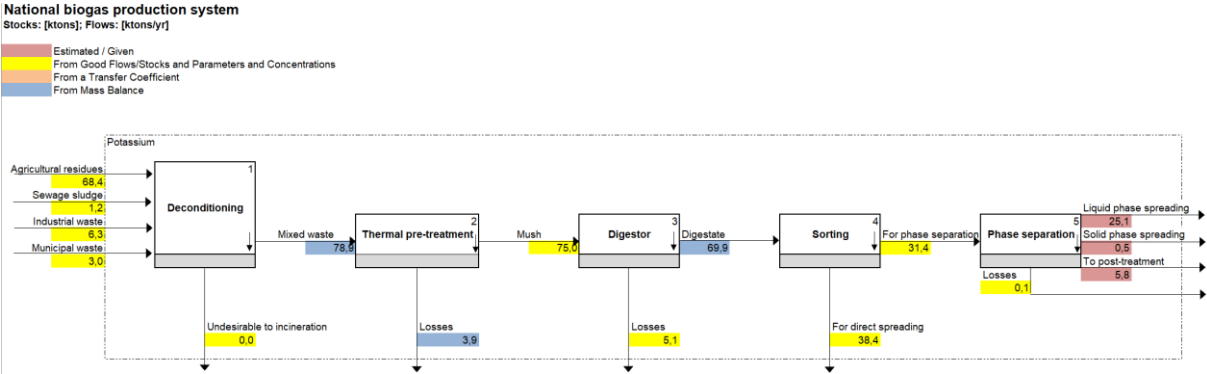 National biogas production system
Stocks: [ktons]; Flows: [ktons/yr]
Estimated / Given
From Good Flows/Stocks and Parameters and Concentrations
From a Transfer Coefficient
From Mass Balance
Potassium
Agricultural residues
68,4
Sewage sludge
1,2
Industrial waste
6,3
Municipal waste
3,0
1
Deconditioning
Mixed waste
78,9
2
Thermal pre-treatment
Mush
75,0
3
Digestor
Digestate
69,9
4
Sorting
For phase separation
31,4
5
Phase separation
Liquid phase spreading
25,1
Solid phase spreading
0,5
To post-treatment
5,8
Losses
0,1
Undesirable to incineration
0,0
Losses
3,9
Losses
5,1
For direct spreading
38,4